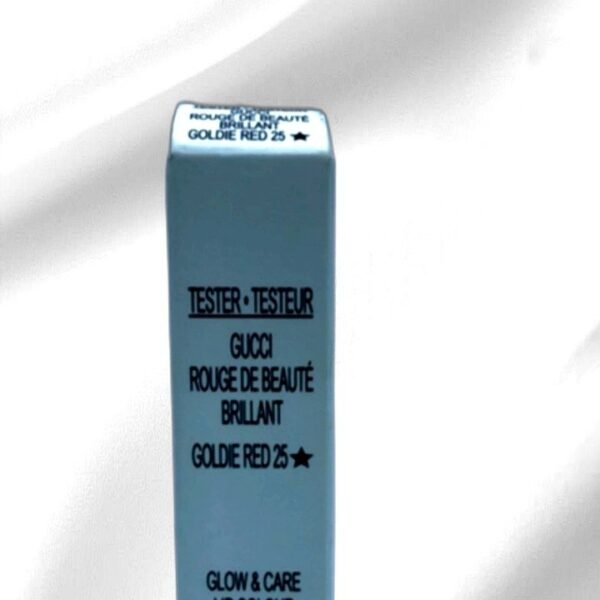 GUCCI
ROUGE DE BEAUTÉ
BRILLANT
GOLDIE RED 25 ★
TESTER • TESTEUR
GUCCI
ROUGE DE BEAUTÉ
BRILLANT
GOLDIE RED 25 ★
GLOW & CARE